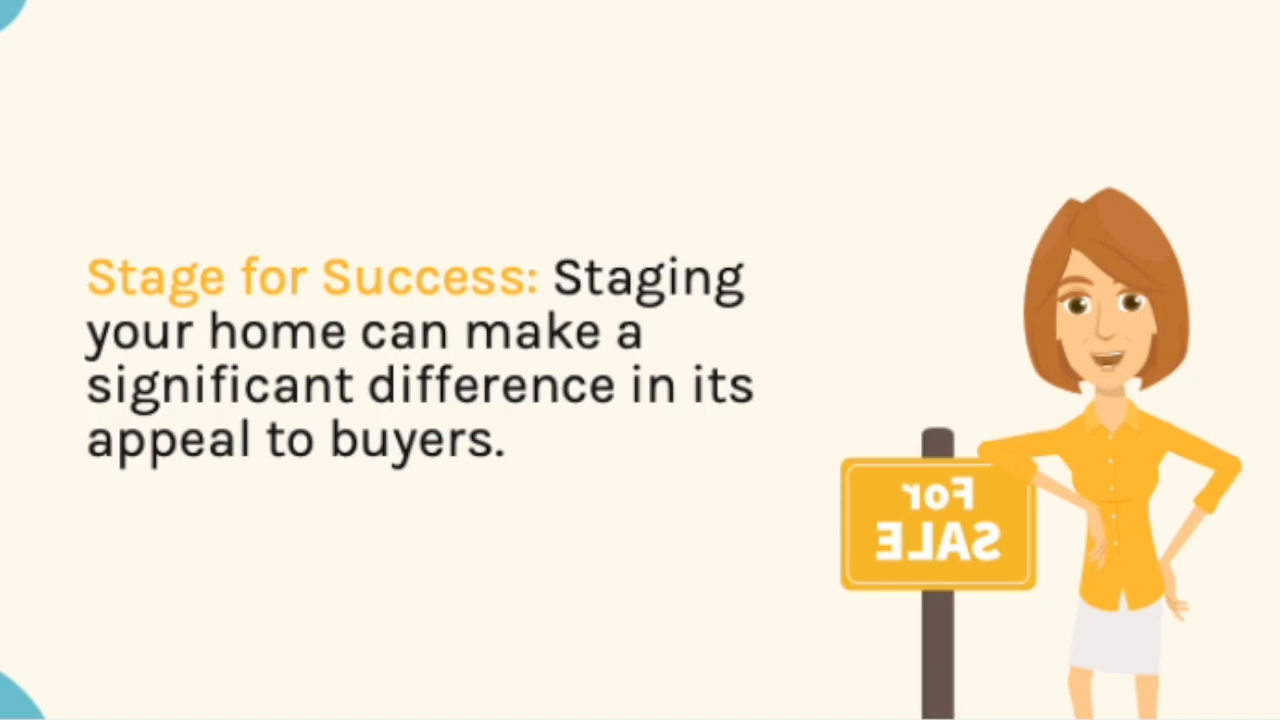 Stage for Success: Staging
your home can make a
significant difference in its
appeal to buyers.
For
SALE